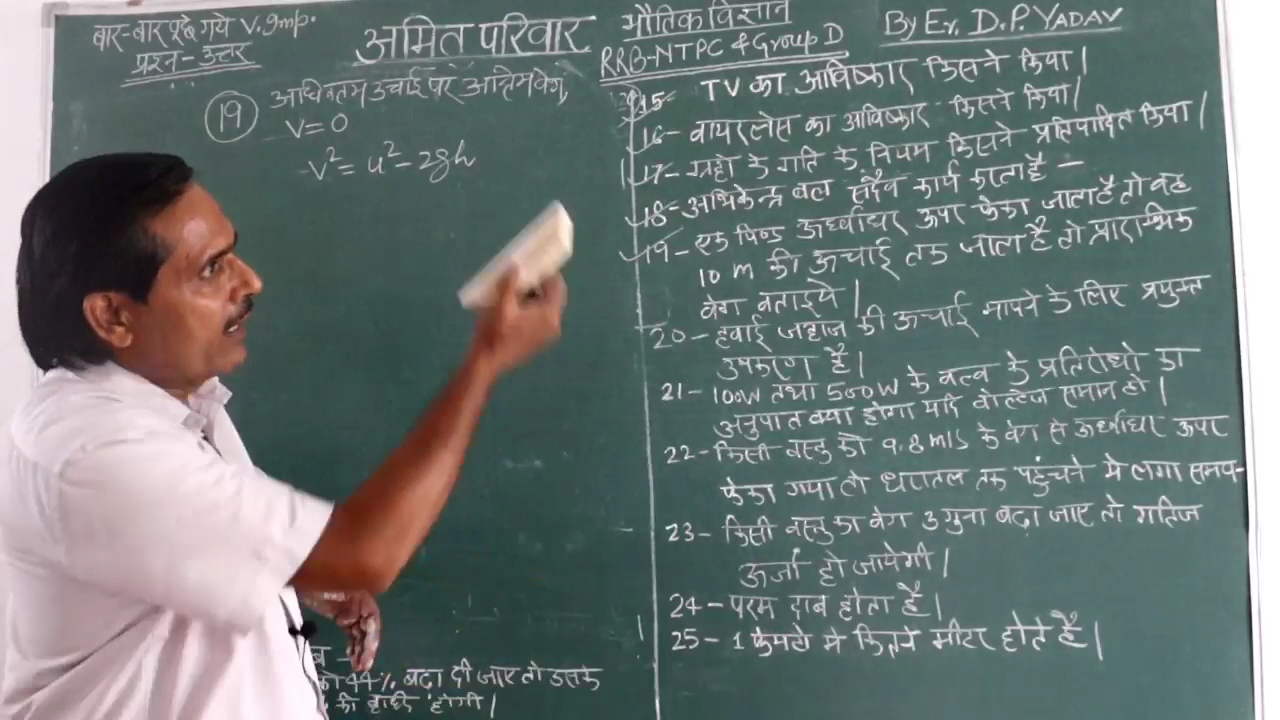 बार-बार पूछे गये V. Imp.
प्रश्न-उत्तर
अमित परिवार
भौतिक विज्ञान
RRB-NTPC & Group D
By Er. D.P. YADAV
19 अधिकतम उचाई पर अन्तिम वेग,
V=0
V² = u² - 2gh
15- TV का आविष्कार किसने किया।
16- वायरलेस का आविष्कार किसने किया।
17- ग्रहो के गति के नियम किसने प्रतिपादित किया।
18- अभिकेन्द्र बल सदैव कार्य करता है -
19- एक पिण्ड ऊर्ध्वाधर ऊपर फेका जाता है तो वह
10 m की ऊचाई तक जाता है तो प्रारम्भिक
वेग बताइये।
20- हवाई जहाज की ऊचाई मापने के लिए प्रयुक्त
उपकरण है।
21- 100W तथा 500W के बल्व के प्रतिरोधो का
अनुपात क्या होगा यदि वोल्टेज समान हो।
22- किसी वस्तु को 9.8 m/s के वेग से ऊर्ध्वाधर ऊपर
फेका गया तो धरातल तक पहुंचने मे लगा समय-
23- किसी वस्तु का वेग 3 गुना बढ़ा जाए तो गतिज
ऊर्जा हो जायेगी।
24- परम दाब होता है।
25- 1 फेमटो मे कितने मीटर होते है।
ब -
को 44% बढ़ा दी जाए तो उसके
की वृद्धि होगी।